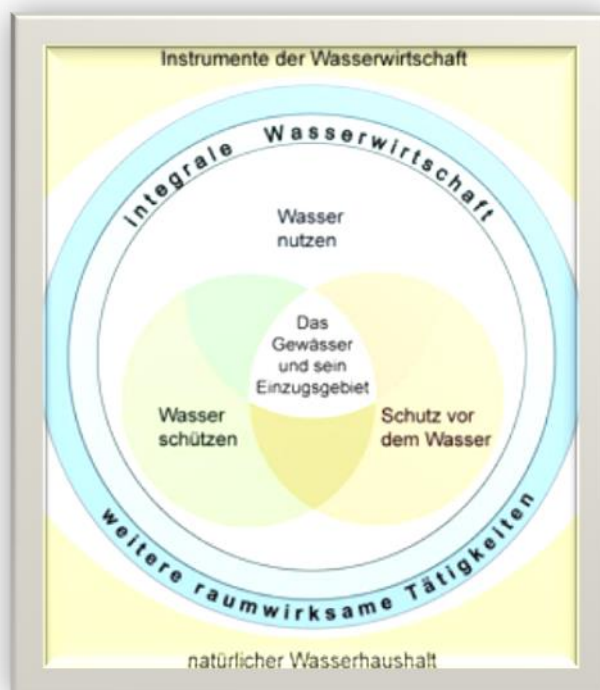 Instrumente der Wasserwirtschaft
integrale Wasserwirtschaft
Wasser
nutzen
Das
Gewässer
und sein
Einzugsgebiet
Wasser
schützen
Schutz vor
dem Wasser
weitere raumwirksame Tätigkeiten
natürlicher Wasserhaushalt